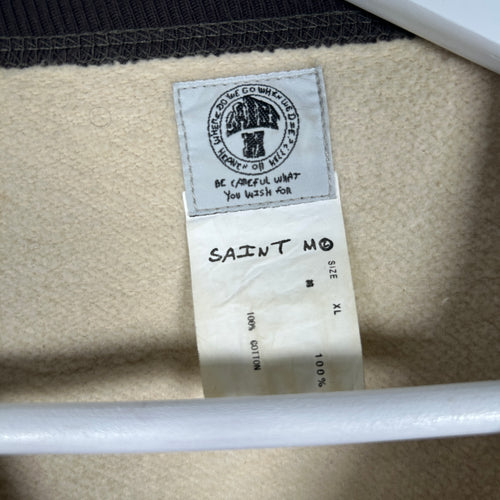 WHERE DO WE GO WHEN WE DIE
HEAVEN OR HELL
SAINT
M
BE CAREFUL WHAT
YOU WISH FOR
SAINT M
SIZE XL
100% COTTON
100%